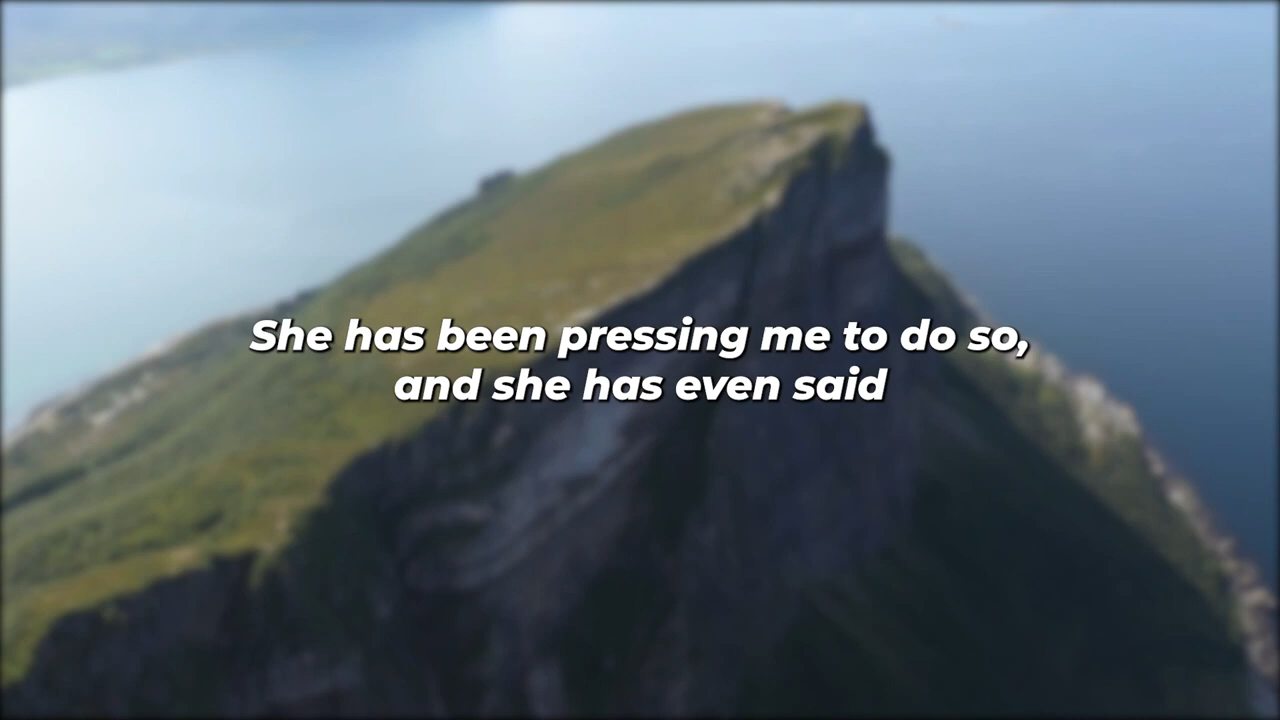 She has been pressing me to do so,
and she has even said